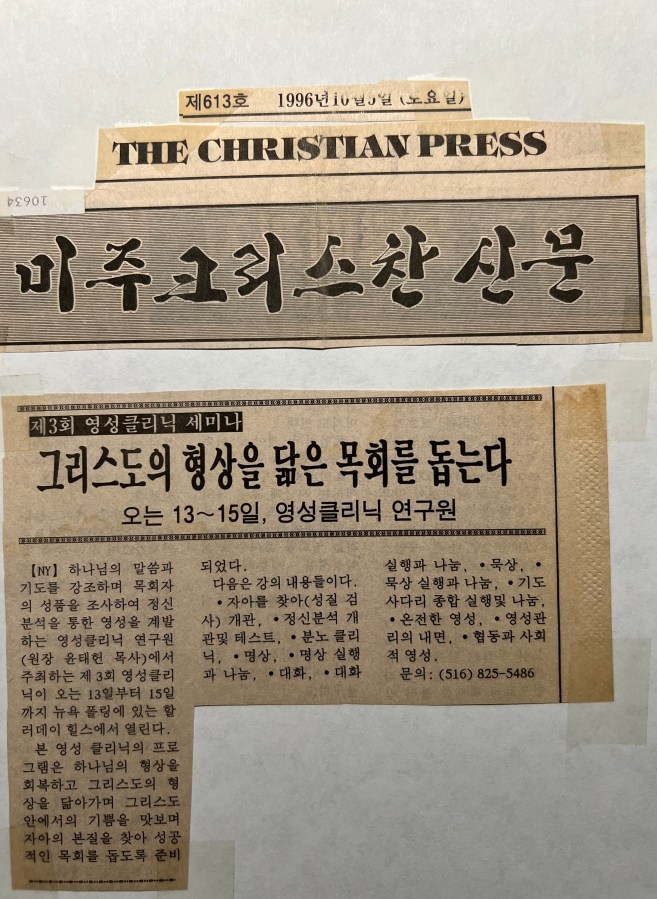 제613호 1996년10월5일 (토요일)
THE CHRISTIAN PRESS
10634
미주크리스찬 신문
제3회 영성클리닉 세미나
그리스도의 형상을 닮은 목회를 돕는다
오는 13~15일, 영성클리닉 연구원
【NY】 하나님의 말씀과
기도를 강조하며 목회자
의 성품을 조사하여 정신
분석을 통한 영성을 계발
하는 영성클리닉 연구원
(원장 윤태헌 목사)에서
주최하는 제 3회 영성클리
닉이 오는 13일부터 15일
까지 뉴욕 폴링에 있는 할
러데이 힐스에서 열린다.
본 영성 클리닉의 프로
그램은 하나님의 형상을
회복하고 그리스도의 형
상을 닮아가며 그리스도
안에서의 기쁨을 맛보며
자아의 본질을 찾아 성공
적인 목회를 돕도록 준비
되었다.
다음은 강의 내용들이다.
•자아를 찾아(성질 검
사) 개관, •정신분석 개
관및 테스트, •분노 클리
닉, •명상, •명상 실행
과 나눔, •대화, •대화
실행과 나눔, •묵상, •
묵상 실행과 나눔, •기도
사다리 종합 실행및 나눔,
•온전한 영성, •영성관
리의 내면, •협동과 사회
적 영성.
문의: (516) 825-5486